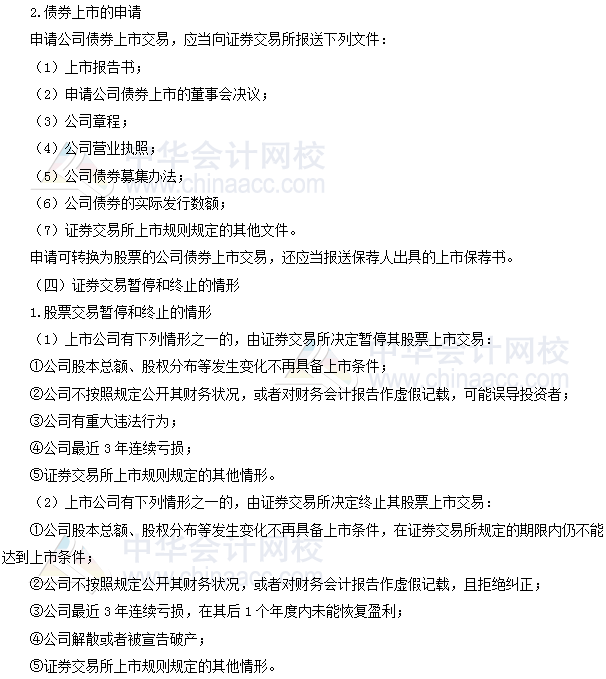 2.债券上市的申请
申请公司债券上市交易，应当向证券交易所报送下列文件：
（1）上市报告书；
（2）申请公司债券上市的董事会决议；
（3）公司章程；
（4）公司营业执照；
（5）公司债券募集办法；
（6）公司债券的实际发行数额；
（7）证券交易所上市规则规定的其他文件。
申请可转换为股票的公司债券上市交易，还应当报送保荐人出具的上市保荐书。
（四）证券交易暂停和终止的情形
1.股票交易暂停和终止的情形
（1）上市公司有下列情形之一的，由证券交易所决定暂停其股票上市交易：
①公司股本总额、股权分布等发生变化不再具备上市条件；
②公司不按照规定公开其财务状况，或者对财务会计报告作虚假记载，可能误导投资者；
③公司有重大违法行为；
④公司最近3年连续亏损；
⑤证券交易所上市规则规定的其他情形。
（2）上市公司有下列情形之一的，由证券交易所决定终止其股票上市交易：
①公司股本总额、股权分布等发生变化不再具备上市条件，在证券交易所规定的期限内仍不能
达到上市条件；
②公司不按照规定公开其财务状况，或者对财务会计报告作虚假记载，且拒绝纠正；
③公司最近3年连续亏损，在其后1个年度内未能恢复盈利；
④公司解散或者被宣告破产；
⑤证券交易所上市规则规定的其他情形。
中华会计网校
www.chinaacc.com
中华会计网校
www.chinaacc.com
中华会计网校
www.chinaacc.com